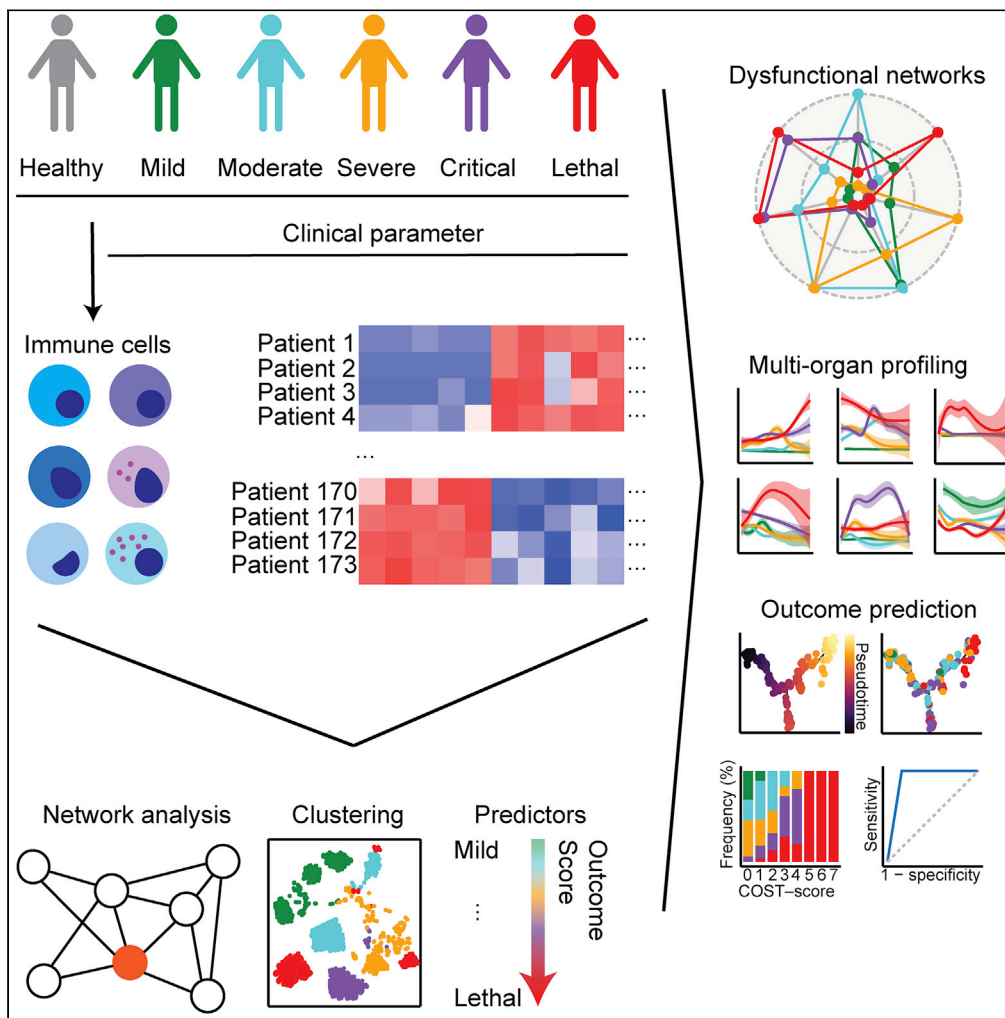 Healthy Mild Moderate Severe Critical Lethal
Clinical parameter
Immune cells
Patient 1 ...
Patient 2 ...
Patient 3 ...
Patient 4 ...
...
Patient 170 ...
Patient 171 ...
Patient 172 ...
Patient 173 ...
Network analysis
Clustering
Predictors
Mild
...
Lethal
Outcome
Score
Dysfunctional networks
Multi-organ profiling
Outcome prediction
Pseudotime
Frequency (%)
0 1 2 3 4 5 6 7
COST–score
Sensitivity
1 – specificity